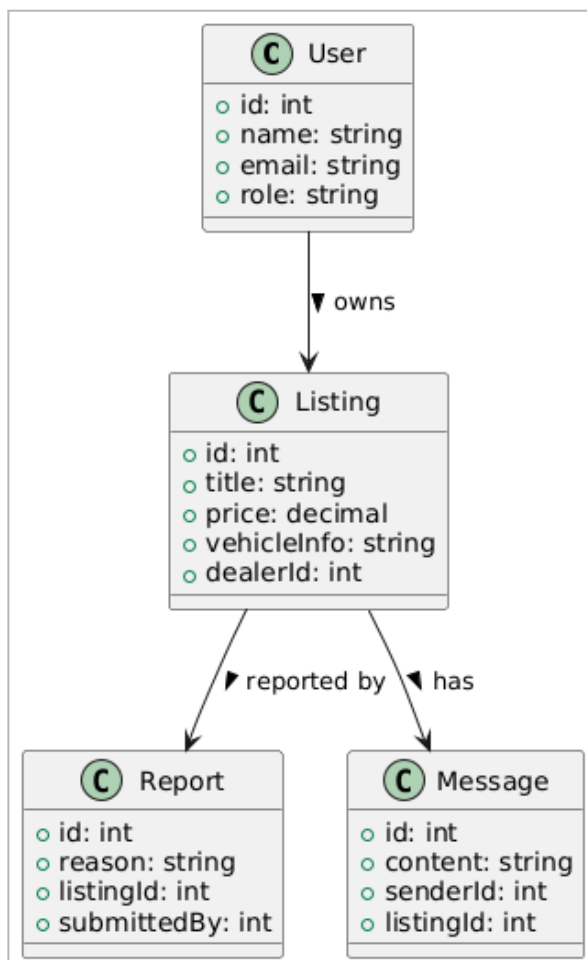 C User
id: int
name: string
email: string
role: string
owns
C Listing
id: int
title: string
price: decimal
vehicleInfo: string
dealerId: int
reported by
has
C Report
id: int
reason: string
listingId: int
submittedBy: int
C Message
id: int
content: string
senderId: int
listingId: int